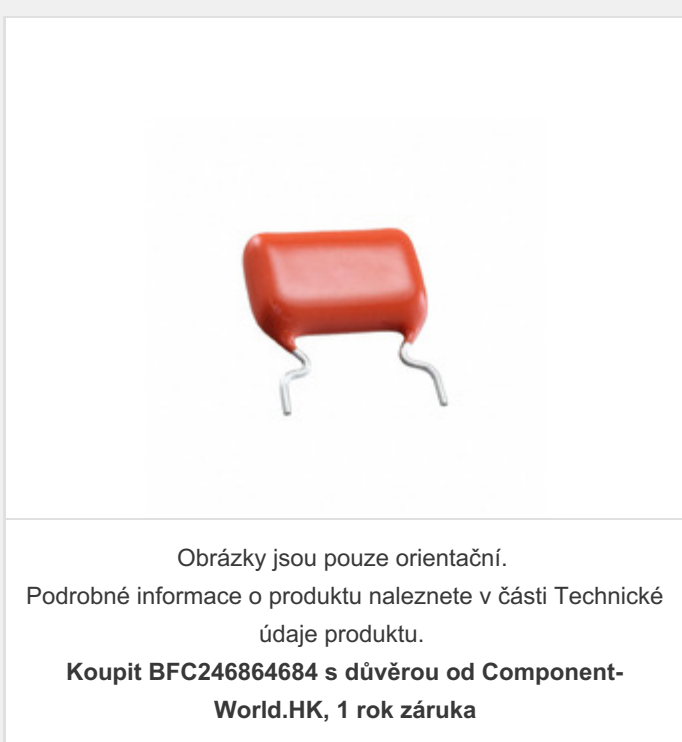 Obrázky jsou pouze orientační.
Podrobné informace o produktu naleznete v části Technické
údaje produktu.
Koupit BFC246864684 s důvěrou od Component-
World.HK, 1 rok záruka